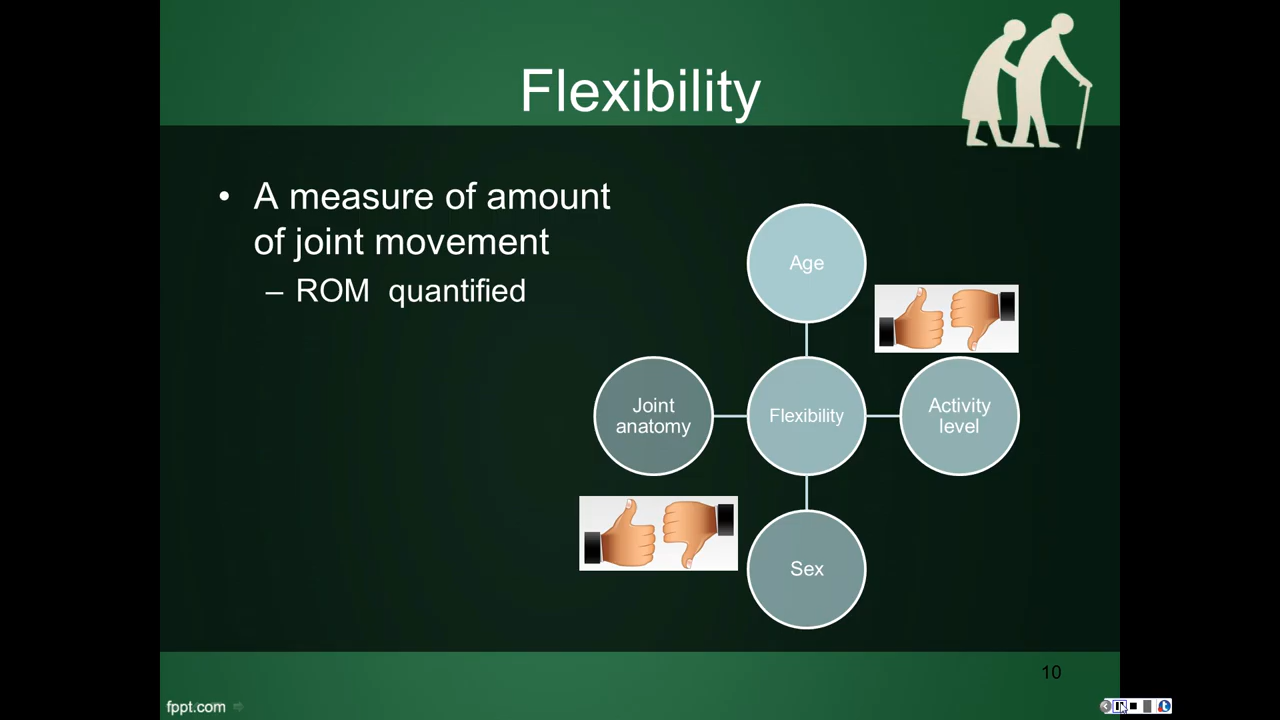 Flexibility
• A measure of amount
of joint movement
– ROM quantified
Age
Joint
anatomy
Flexibility
Activity
level
Sex
10
fppt.com